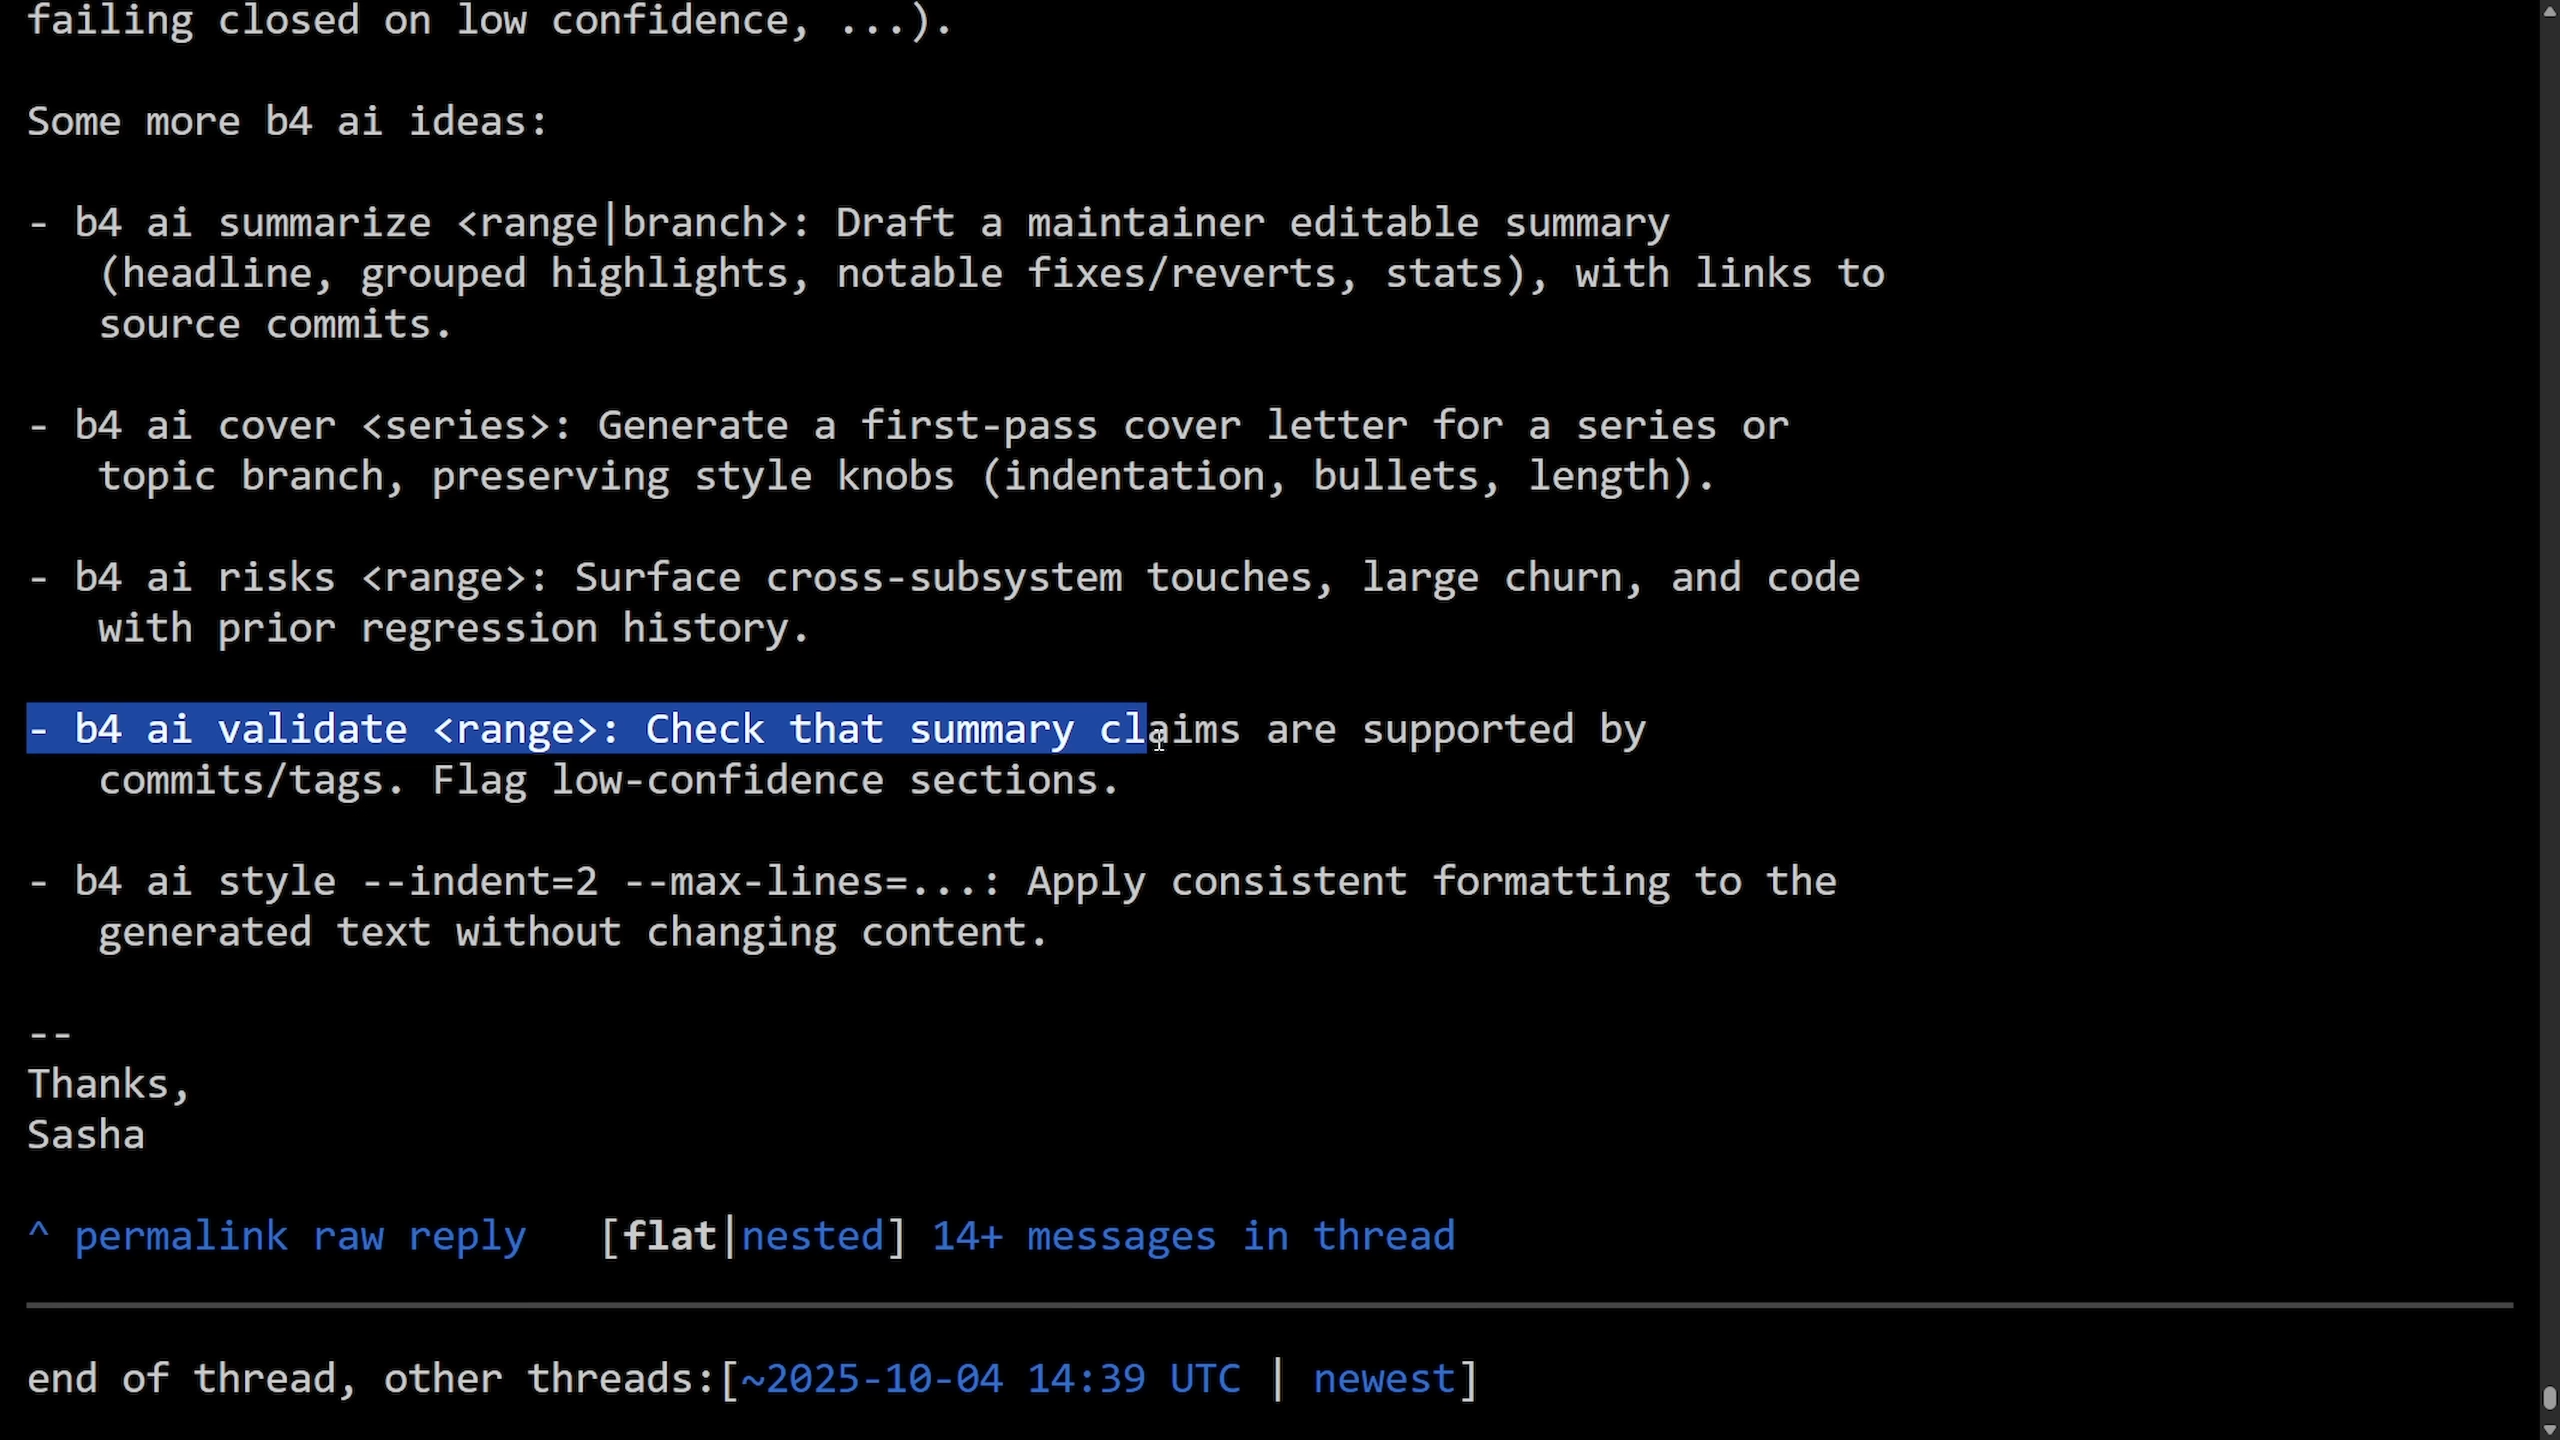 failing closed on low confidence, ...).
Some more b4 ai ideas:
- b4 ai summarize <range|branch>: Draft a maintainer editable summary
(headline, grouped highlights, notable fixes/reverts, stats), with links to
source commits.
- b4 ai cover <series>: Generate a first-pass cover letter for a series or
topic branch, preserving style knobs (indentation, bullets, length).
- b4 ai risks <range>: Surface cross-subsystem touches, large churn, and code
with prior regression history.
- b4 ai validate <range>: Check that summary claims are supported by
commits/tags. Flag low-confidence sections.
- b4 ai style --indent=2 --max-lines=...: Apply consistent formatting to the
generated text without changing content.
--
Thanks,
Sasha
^ permalink raw reply [flat|nested] 14+ messages in thread
end of thread, other threads:[~2025-10-04 14:39 UTC | newest]